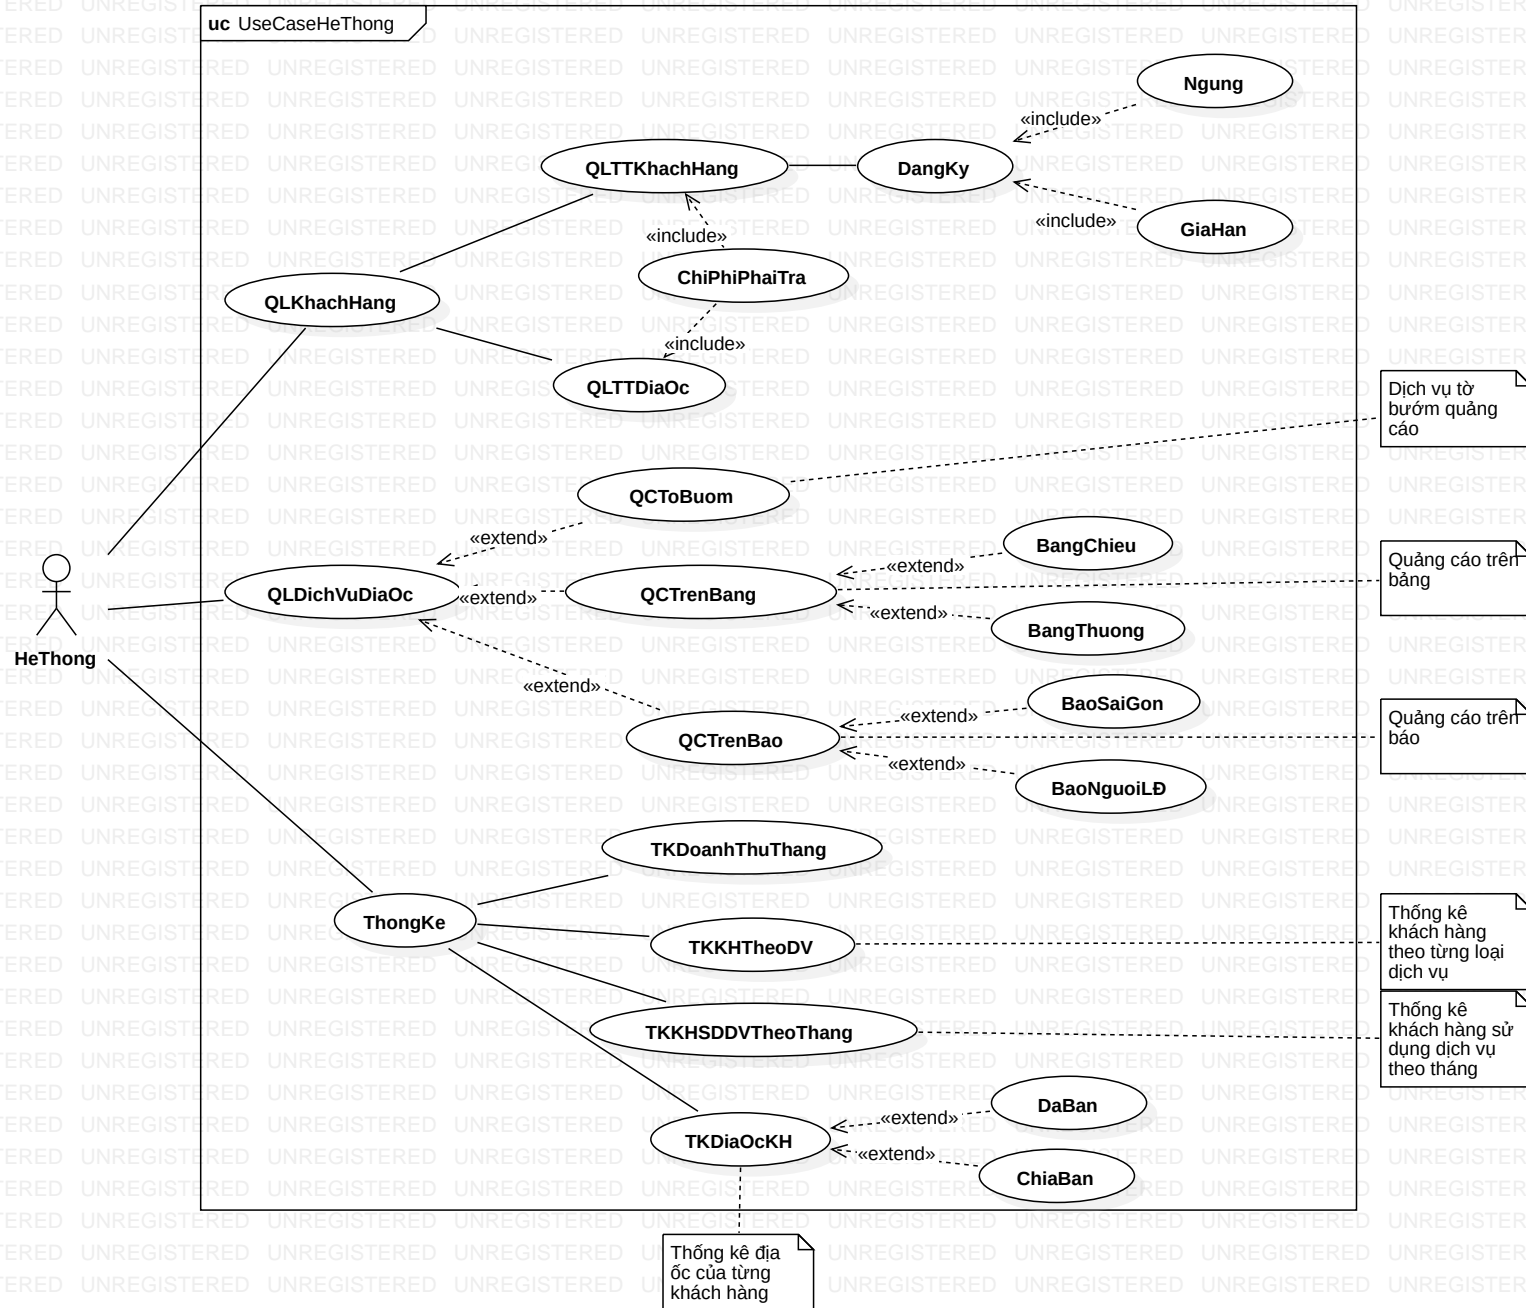 uc UseCaseHeThong
Ngung
«include»
QLTTKhachHang
DangKy
«include»
GiaHan
«include»
ChiPhiPhaiTra
QLKhachHang
«include»
QLTTDiaOc
Dịch vụ tờ
bướm quảng
cáo
QCToBuom
«extend»
BangChieu
«extend»
Quảng cáo trên
bảng
QLDichVuDiaOc
«extend»
QCTrenBang
«extend»
BangThuong
HeThong
«extend»
BaoSaiGon
«extend»
Quảng cáo trên
báo
QCTrenBao
«extend»
BaoNguoiLĐ
TKDoanhThuThang
ThongKe
Thống kê
khách hàng
theo từng loại
dịch vụ
TKKHTheoDV
Thống kê
khách hàng sử
dụng dịch vụ
theo tháng
TKKHSDDVTheoThang
DaBan
«extend»
TKDiaOcKH
«extend»
ChiaBan
Thống kê địa
ốc của từng
khách hàng
UNREGISTERED